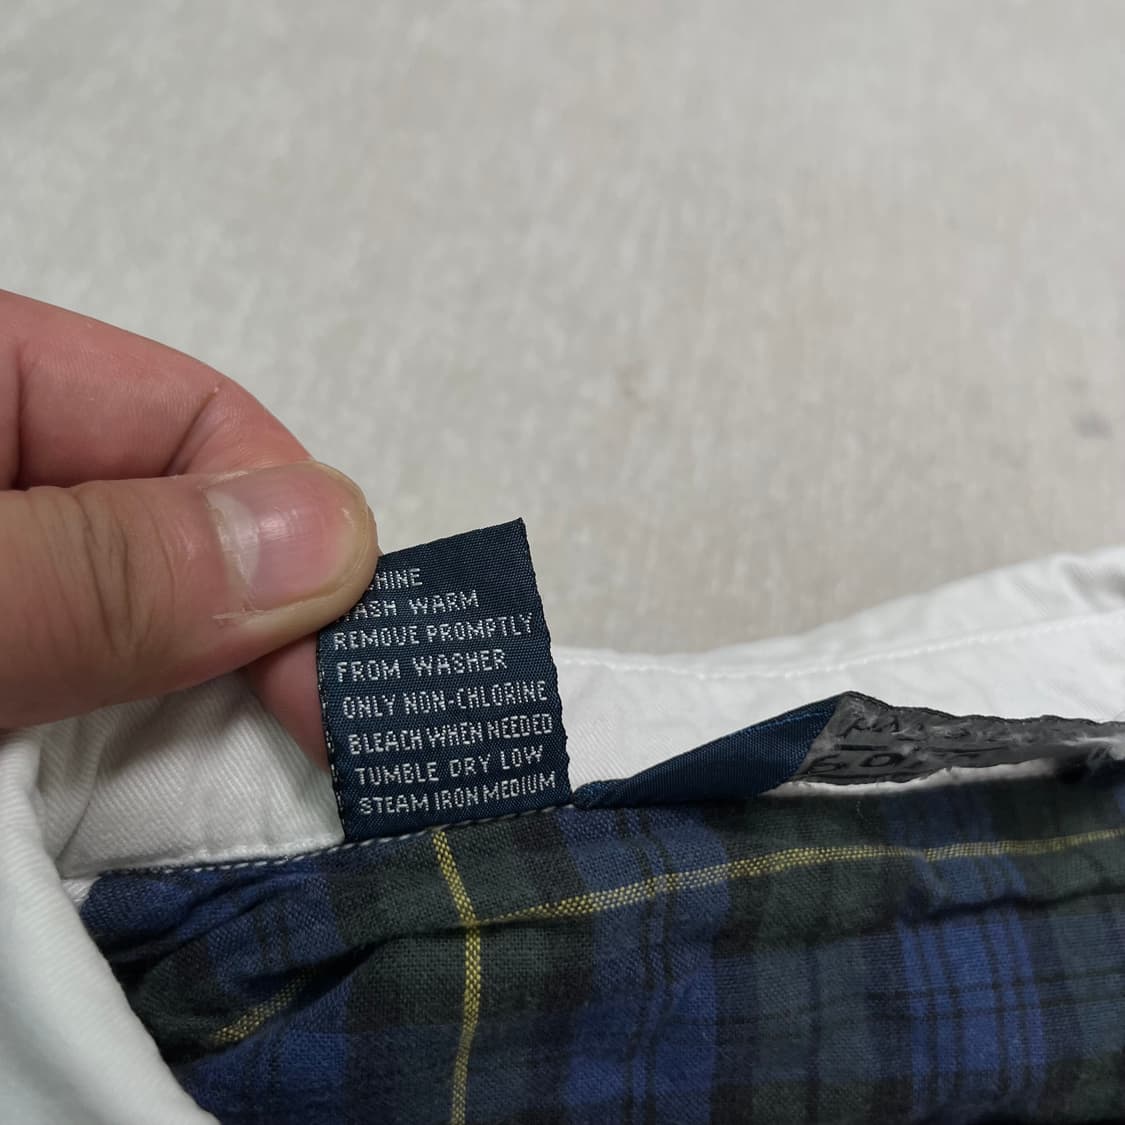 HINE
ASH WARM
REMOVE PROMPTLY
FROM WASHER
ONLY NON-CHLORINE
BLEACH WHEN NEEDED
TUMBLE DRY LOW
STEAM IRON MEDIUM